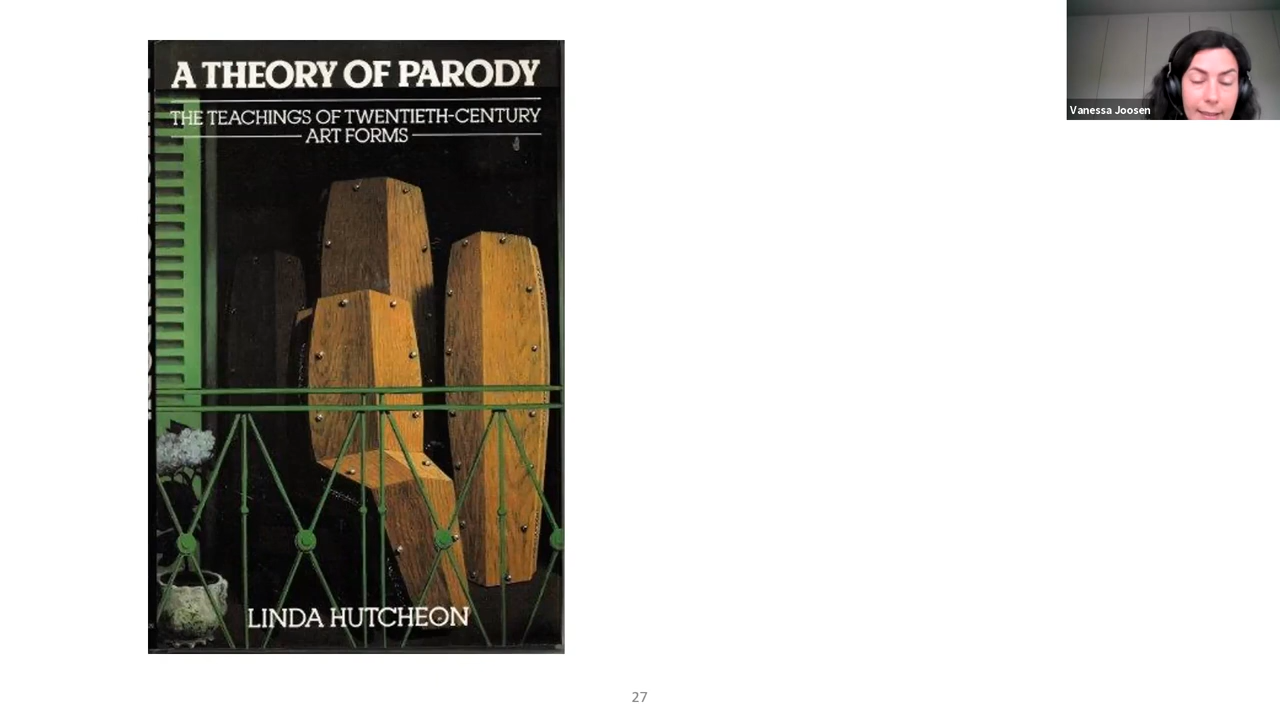 A THEORY OF PARODY
THE TEACHINGS OF TWENTIETH-CENTURY
ART FORMS
LINDA HUTCHEON
Vanessa Joosen
27